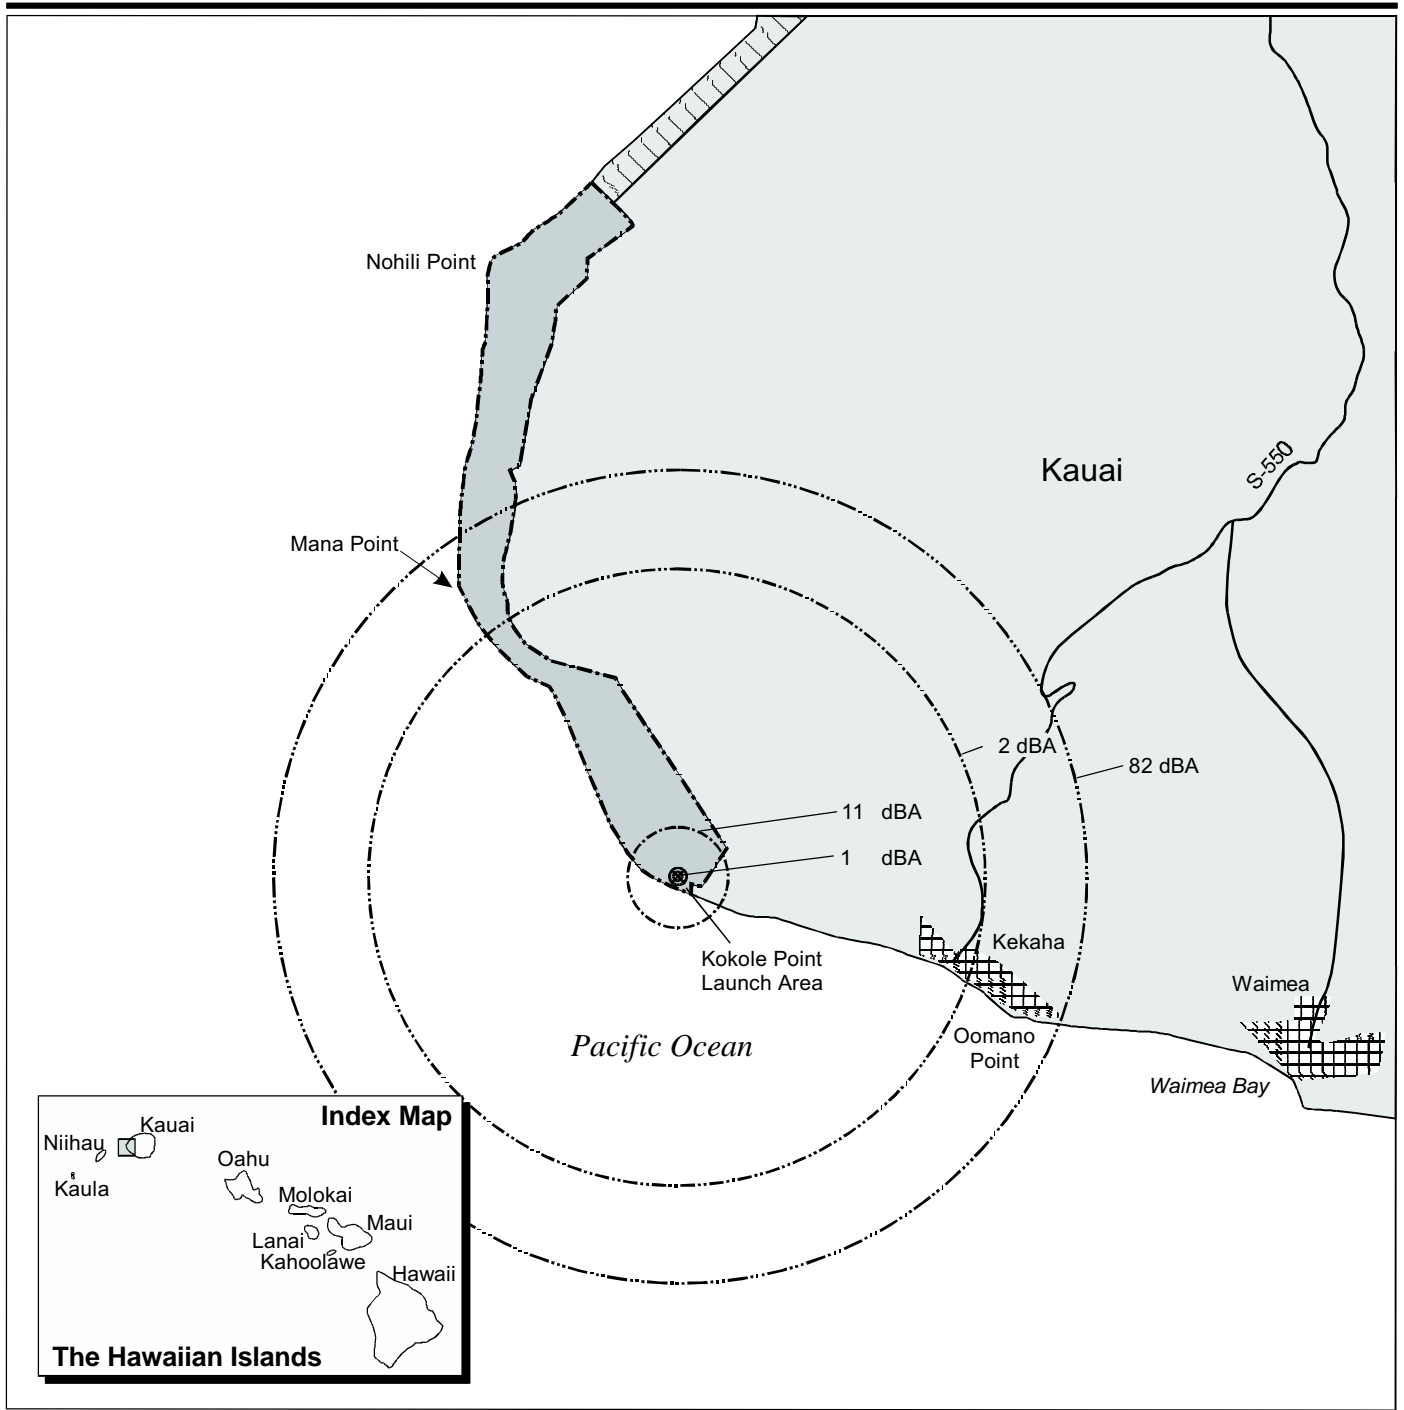 Nohili Point
Kauai
S-550
Mana Point
2 dBA
82 dBA
11 dBA
1 dBA
Kekaha
Kokole Point
Launch Area
Waimea
Oomano
Point
Pacific Ocean
Waimea Bay
Index Map
Kauai
Niihau
Oahu
Kaula
Molokai
Maui
Lanai
Kahoolawe
Hawaii
The Hawaiian Islands